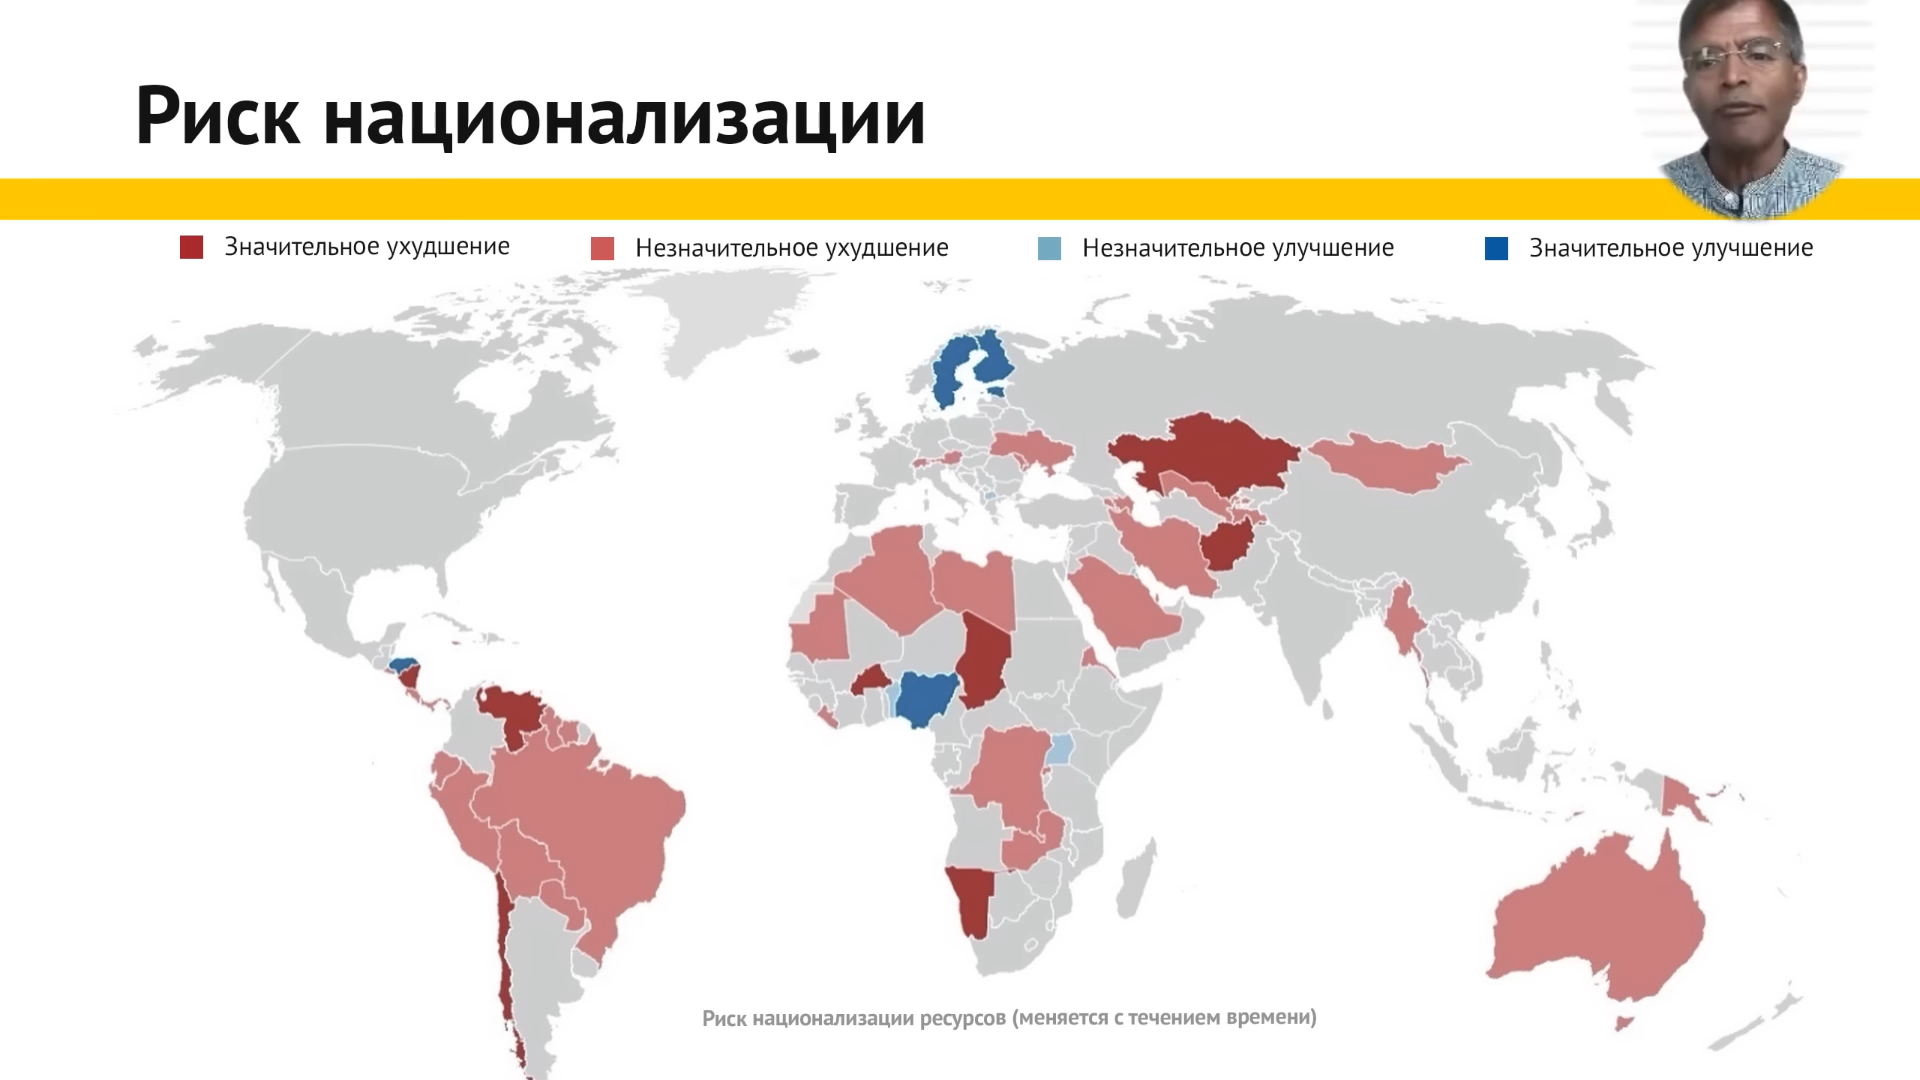 Риск национализации
Значительное ухудшение
Незначительное ухудшение
Незначительное улучшение
Значительное улучшение
Риск национализации ресурсов (меняется с течением времени)